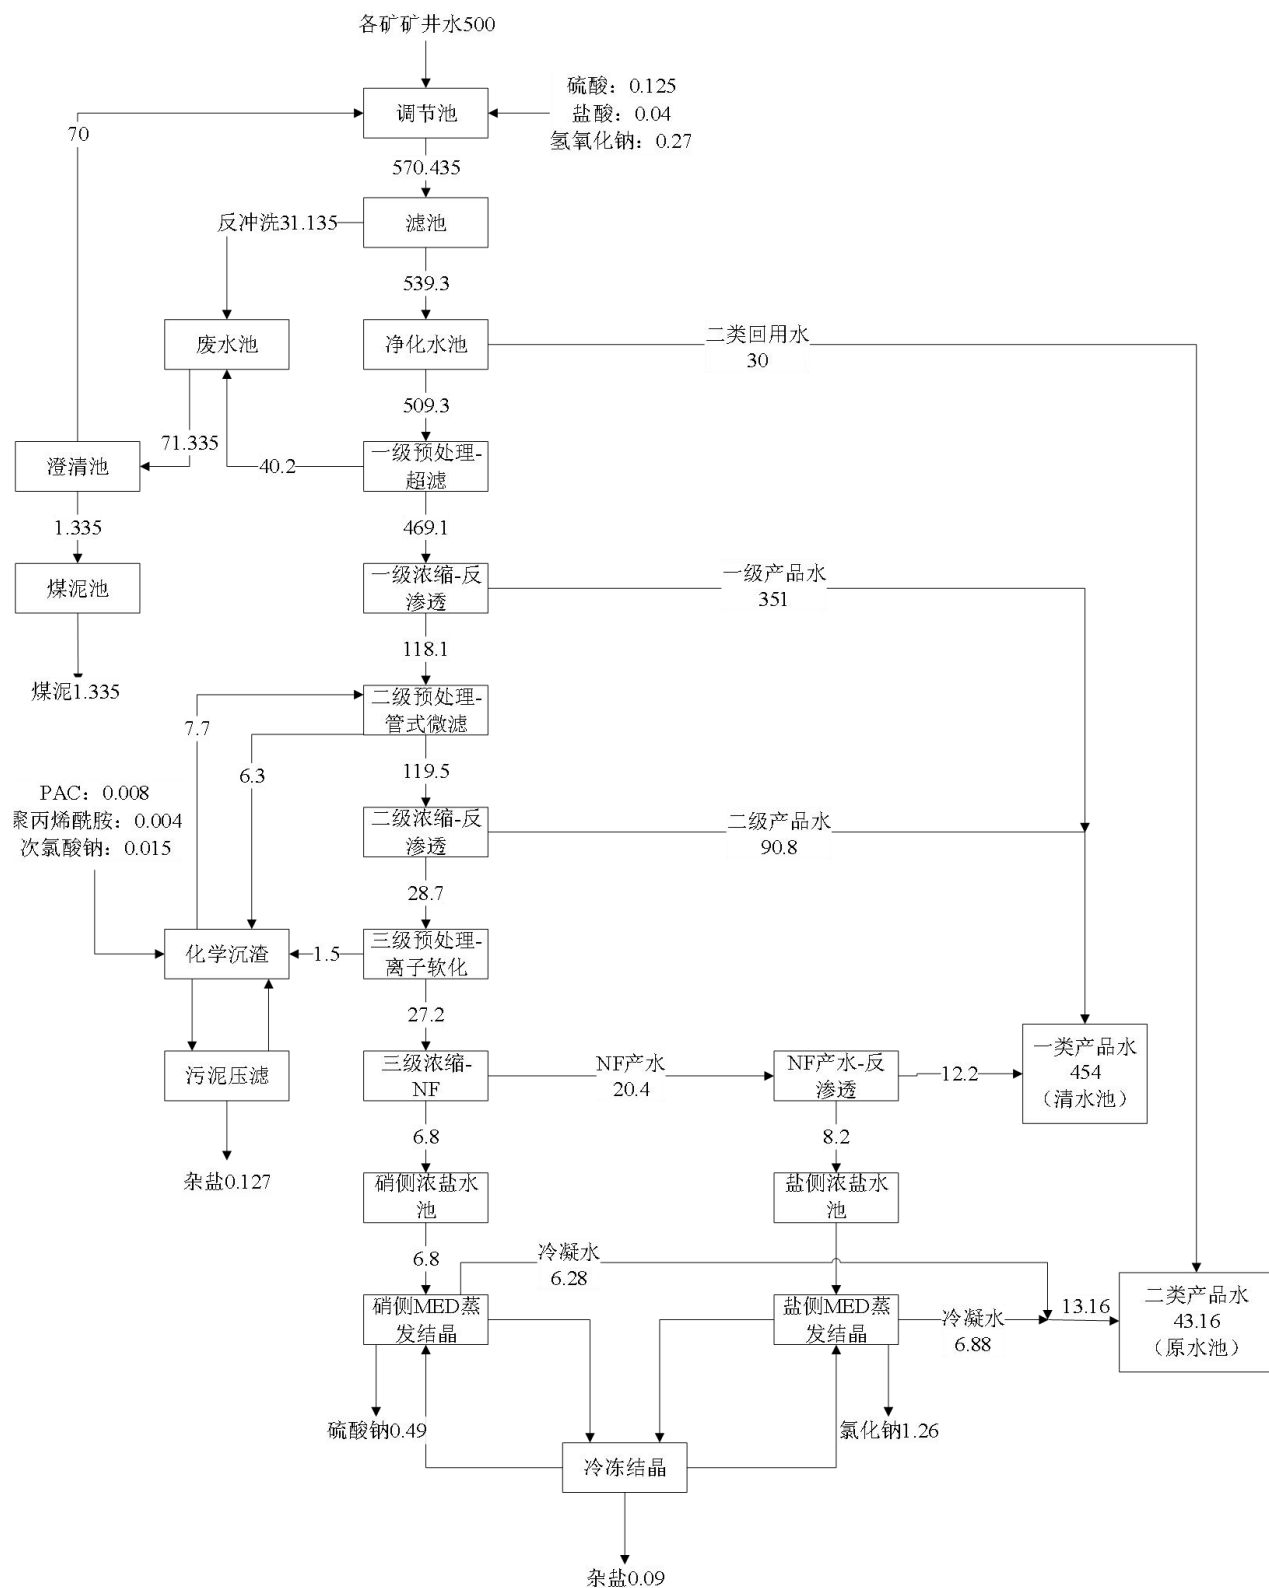 各矿矿井水500
硫酸：0.125
盐酸：0.04
氢氧化钠：0.27
调节池
70
570.435
反冲洗31.135
滤池
539.3
废水池
净化水池
二类回用水
30
509.3
71.335
澄清池
40.2
一级预处理-
超滤
1.335
469.1
煤泥池
一级浓缩-反
渗透
一级产品水
351
118.1
煤泥1.335
二级预处理-
管式微滤
7.7
6.3
119.5
PAC：0.008
聚丙烯酰胺：0.004
次氯酸钠：0.015
二级浓缩-反
渗透
二级产品水
90.8
28.7
化学沉渣
1.5
三级预处理-
离子软化
27.2
污泥压滤
三级浓缩-
NF
NF产水
20.4
NF产水-反
渗透
12.2
一类产品水
454
（清水池）
6.8
8.2
杂盐0.127
硝侧浓盐水
池
盐侧浓盐水
池
6.8
冷凝水
6.28
硝侧MED蒸
发结晶
盐侧MED蒸
发结晶
冷凝水
6.88
13.16
二类产品水
43.16
（原水池）
硫酸钠0.49
氯化钠1.26
冷冻结晶
杂盐0.09